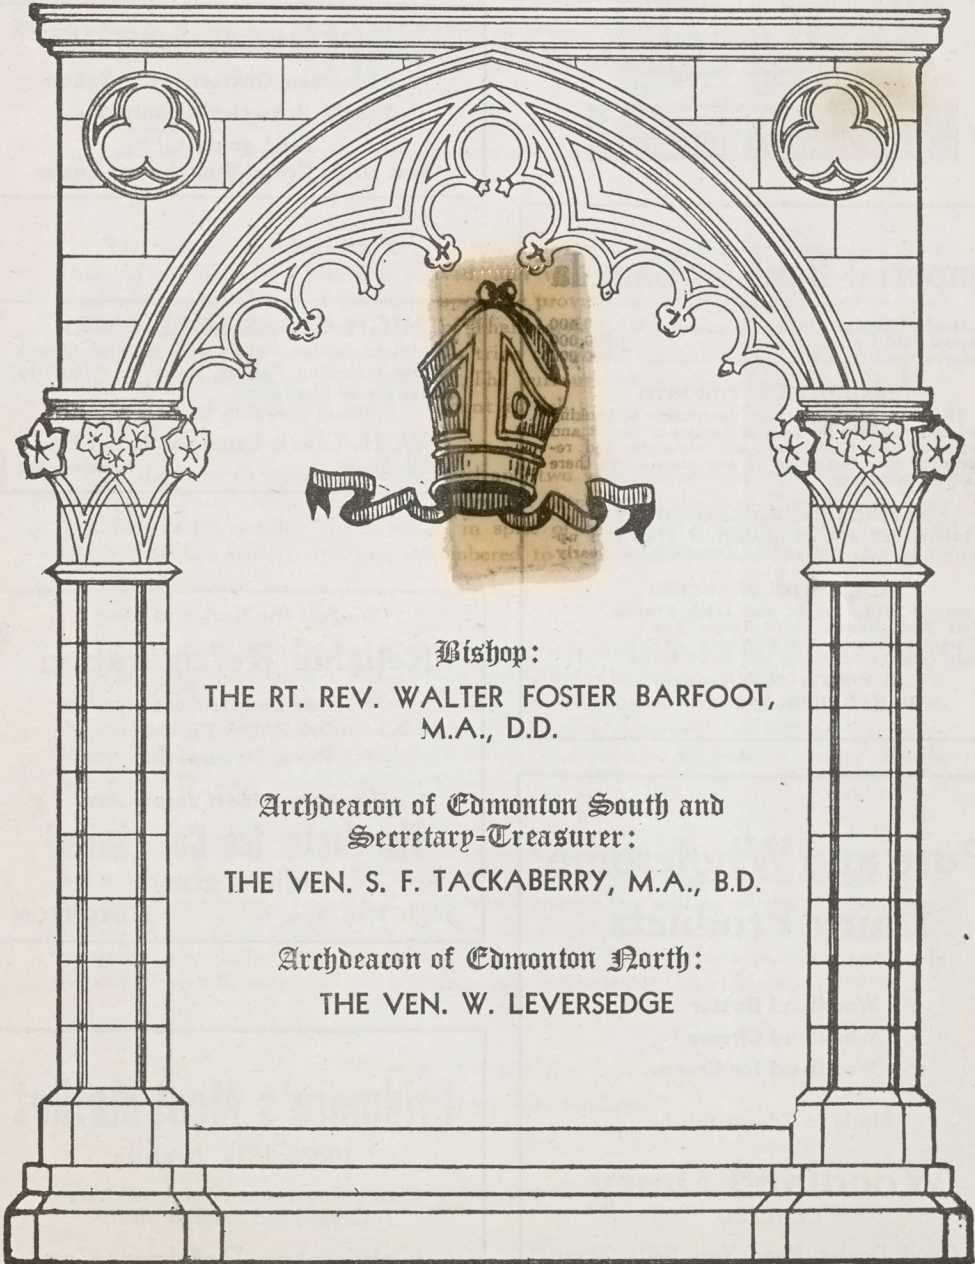 Bishop:
THE RT. REV. WALTER FOSTER BARFOOT,
M.A., D.D.
Archdeacon of Edmonton South and
Secretary-Treasurer:
THE VEN. S. F. TACKABERRY, M.A., B.D.
Archdeacon of Edmonton North:
THE VEN. W. LEVERSEDGE